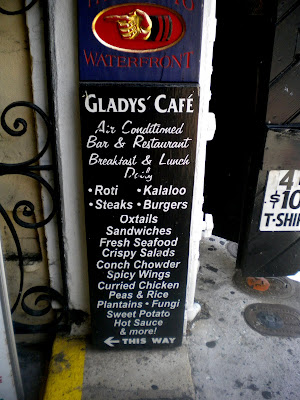 WATERFRONT
GLADYS' CAFÉ
Air Conditioned
Bar & Restaurant
Breakfast & Lunch
Daily
• Roti • Kalaloo
• Steaks • Burgers
Oxtails
Sandwiches
Fresh Seafood
Crispy Salads
Conch Chowder
Spicy Wings
Curried Chicken
Peas & Rice
Plantains • Fungi
Sweet Potato
Hot Sauce
& more!
← THIS WAY
4
$10
T-SHIR